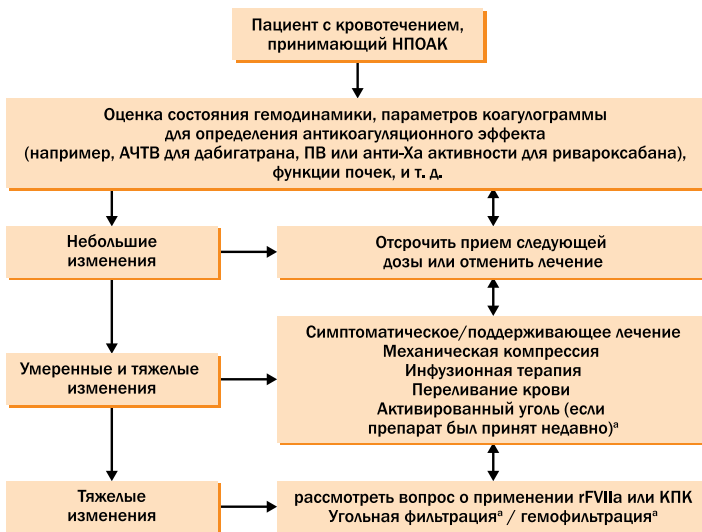 Пациент с кровотечением,
принимающий НПОАК
Оценка состояния гемодинамики, параметров коагулограммы
для определения антикоагуляционного эффекта
(например, АЧТВ для дабигатрана, ПВ или анти-Ха активности для ривароксабана),
функции почек, и т. д.
Небольшие
изменения
Отсрочить прием следующей
дозы или отменить лечение
Умеренные и тяжелые
изменения
Симптоматическое/поддерживающее лечение
Механическая компрессия
Инфузионная терапия
Переливание крови
Активированный уголь (если
препарат был принят недавно)ª
Тяжелые
изменения
рассмотреть вопрос о применении rFVIIa или КПК
Угольная фильтрацияª / гемофильтрацияª